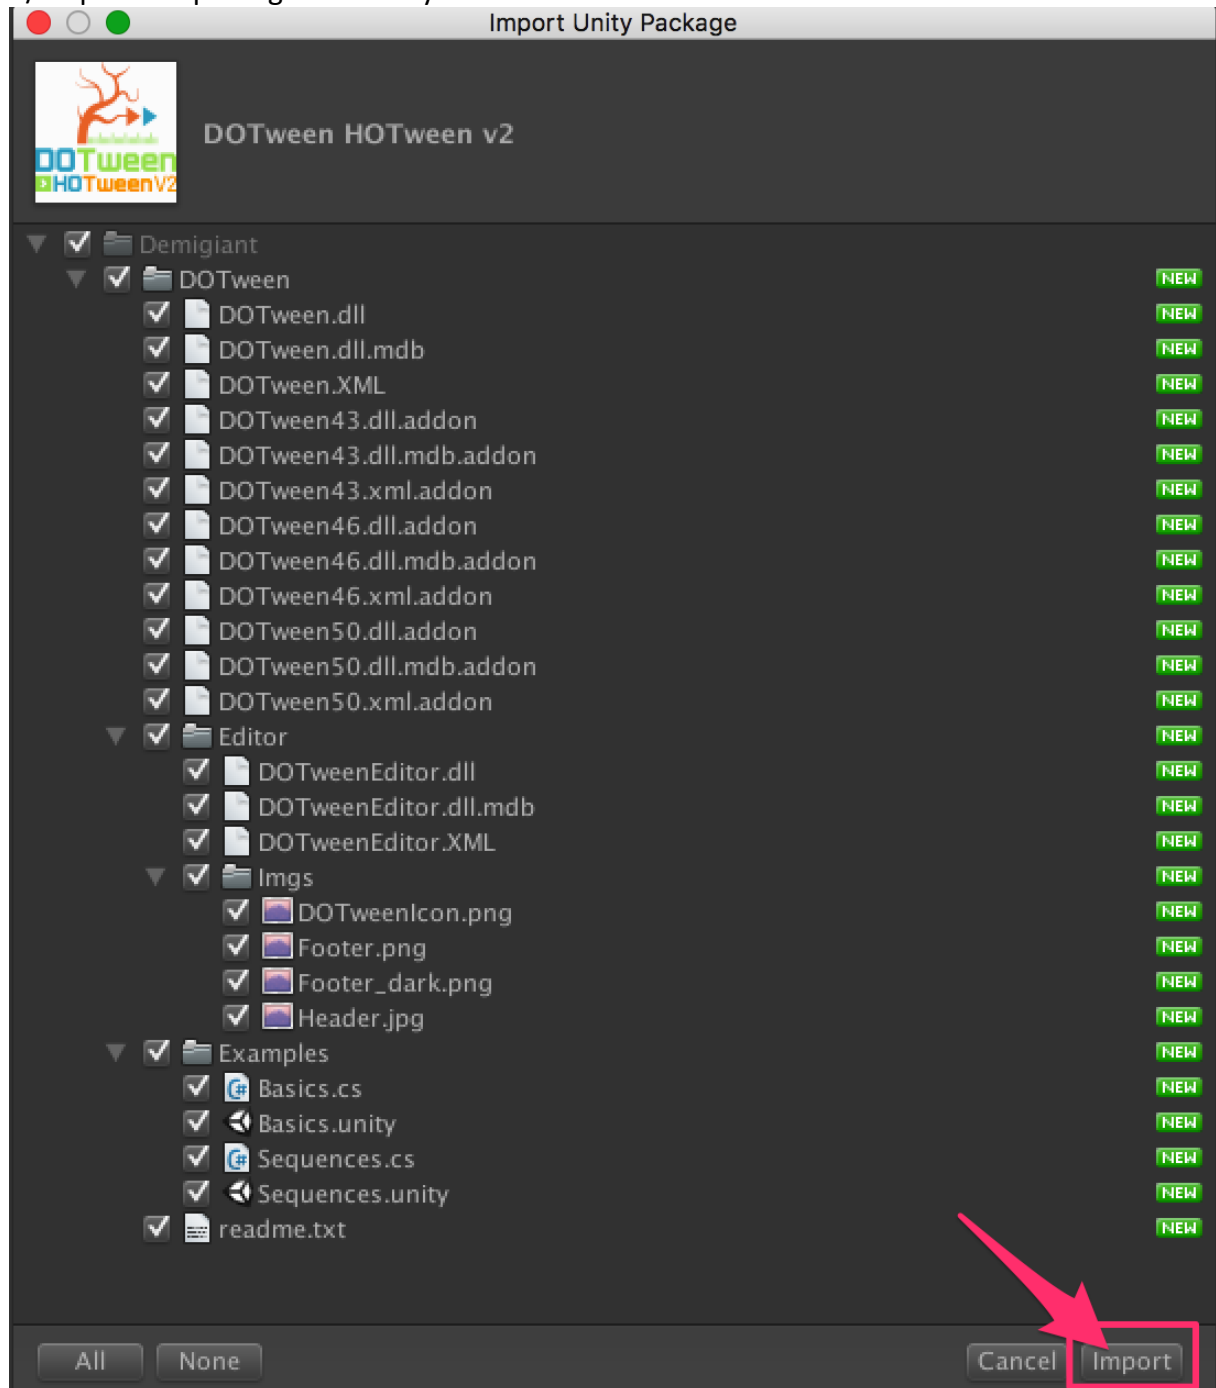 Import Unity Package
DOTween HOTween v2
DOTween
HOTweenV2
Demigiant
DOTween NEW
DOTween.dll NEW
DOTween.dll.mdb NEW
DOTween.XML NEW
DOTween43.dll.addon NEW
DOTween43.dll.mdb.addon NEW
DOTween43.xml.addon NEW
DOTween46.dll.addon NEW
DOTween46.dll.mdb.addon NEW
DOTween46.xml.addon NEW
DOTween50.dll.addon NEW
DOTween50.dll.mdb.addon NEW
DOTween50.xml.addon NEW
Editor NEW
DOTweenEditor.dll NEW
DOTweenEditor.dll.mdb NEW
DOTweenEditor.XML NEW
Imgs NEW
DOTweenIcon.png NEW
Footer.png NEW
Footer_dark.png NEW
Header.jpg NEW
Examples NEW
Basics.cs NEW
Basics.unity NEW
Sequences.cs NEW
Sequences.unity NEW
readme.txt NEW
All None Cancel Import